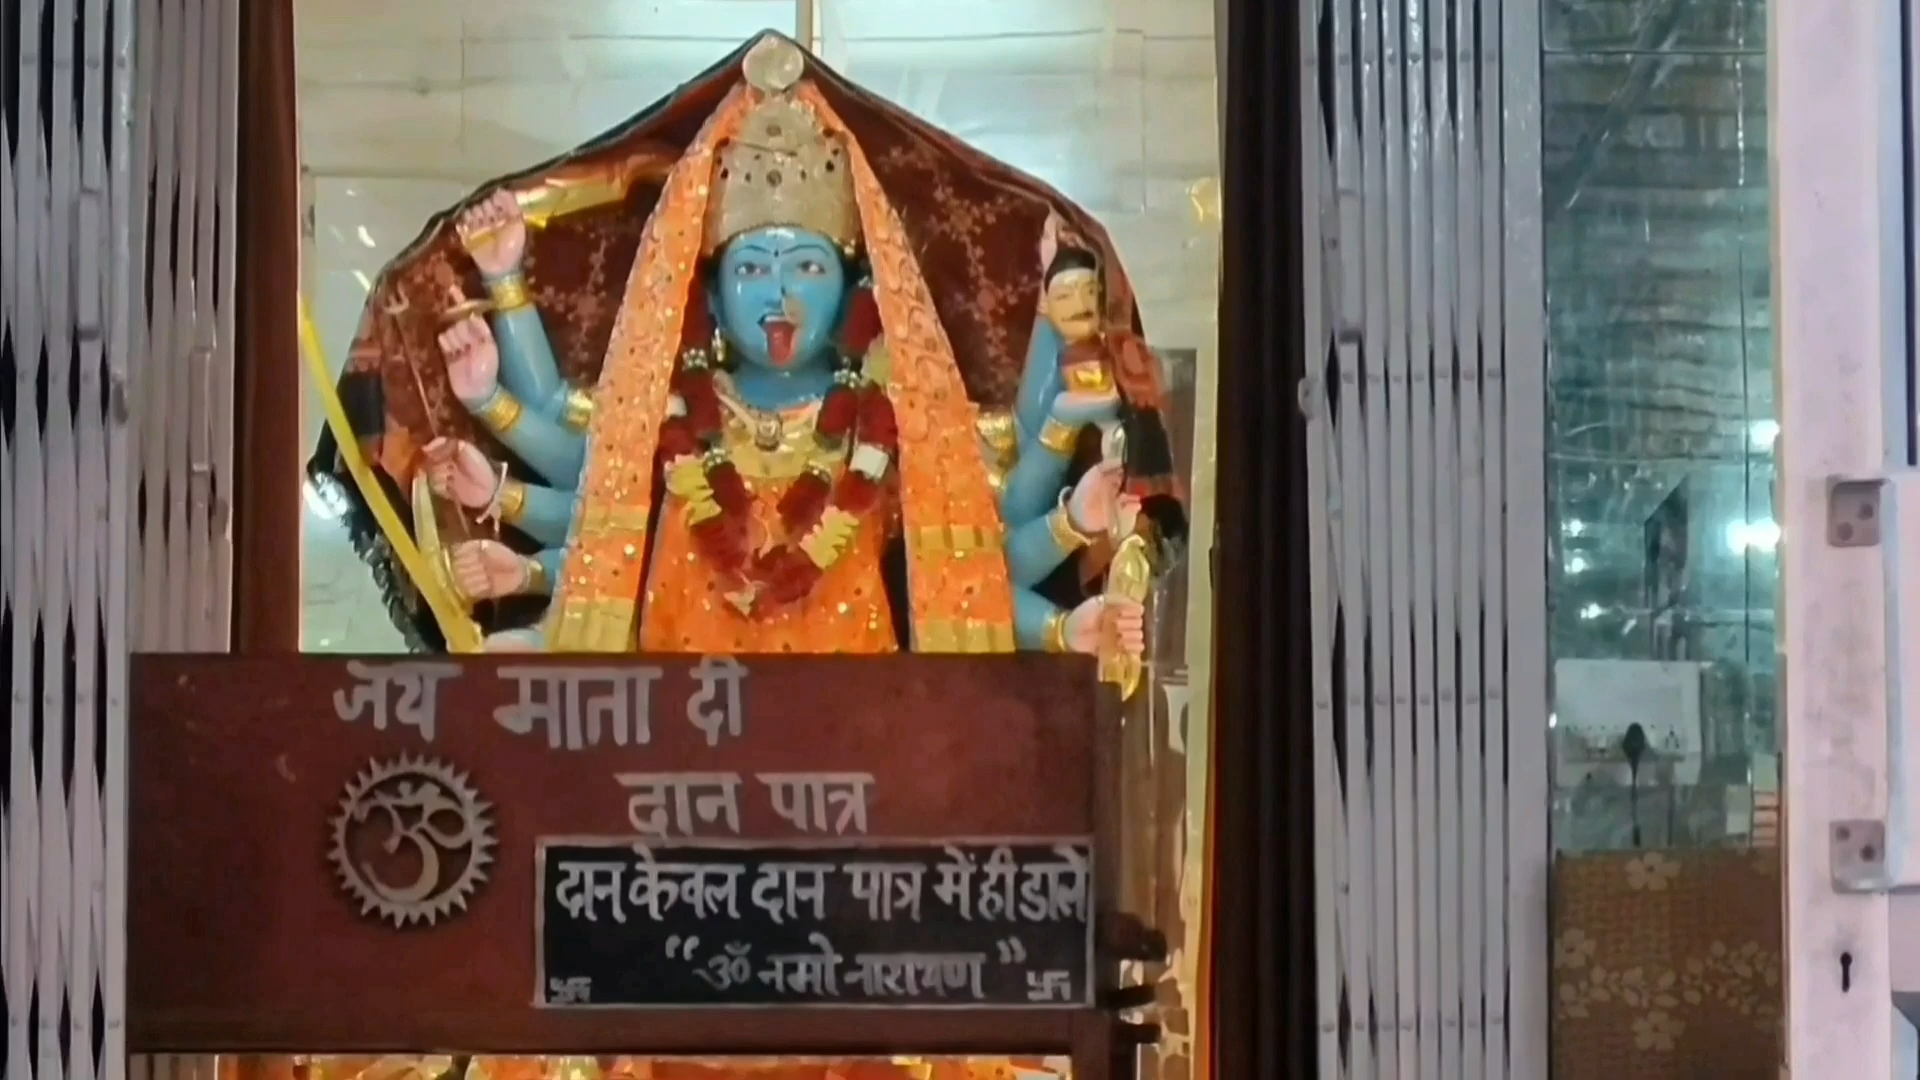 जय माता दी
दान पात्र
ॐ
दान केवल दान पात्र में ही डाले
“ॐ नमो नारायण”